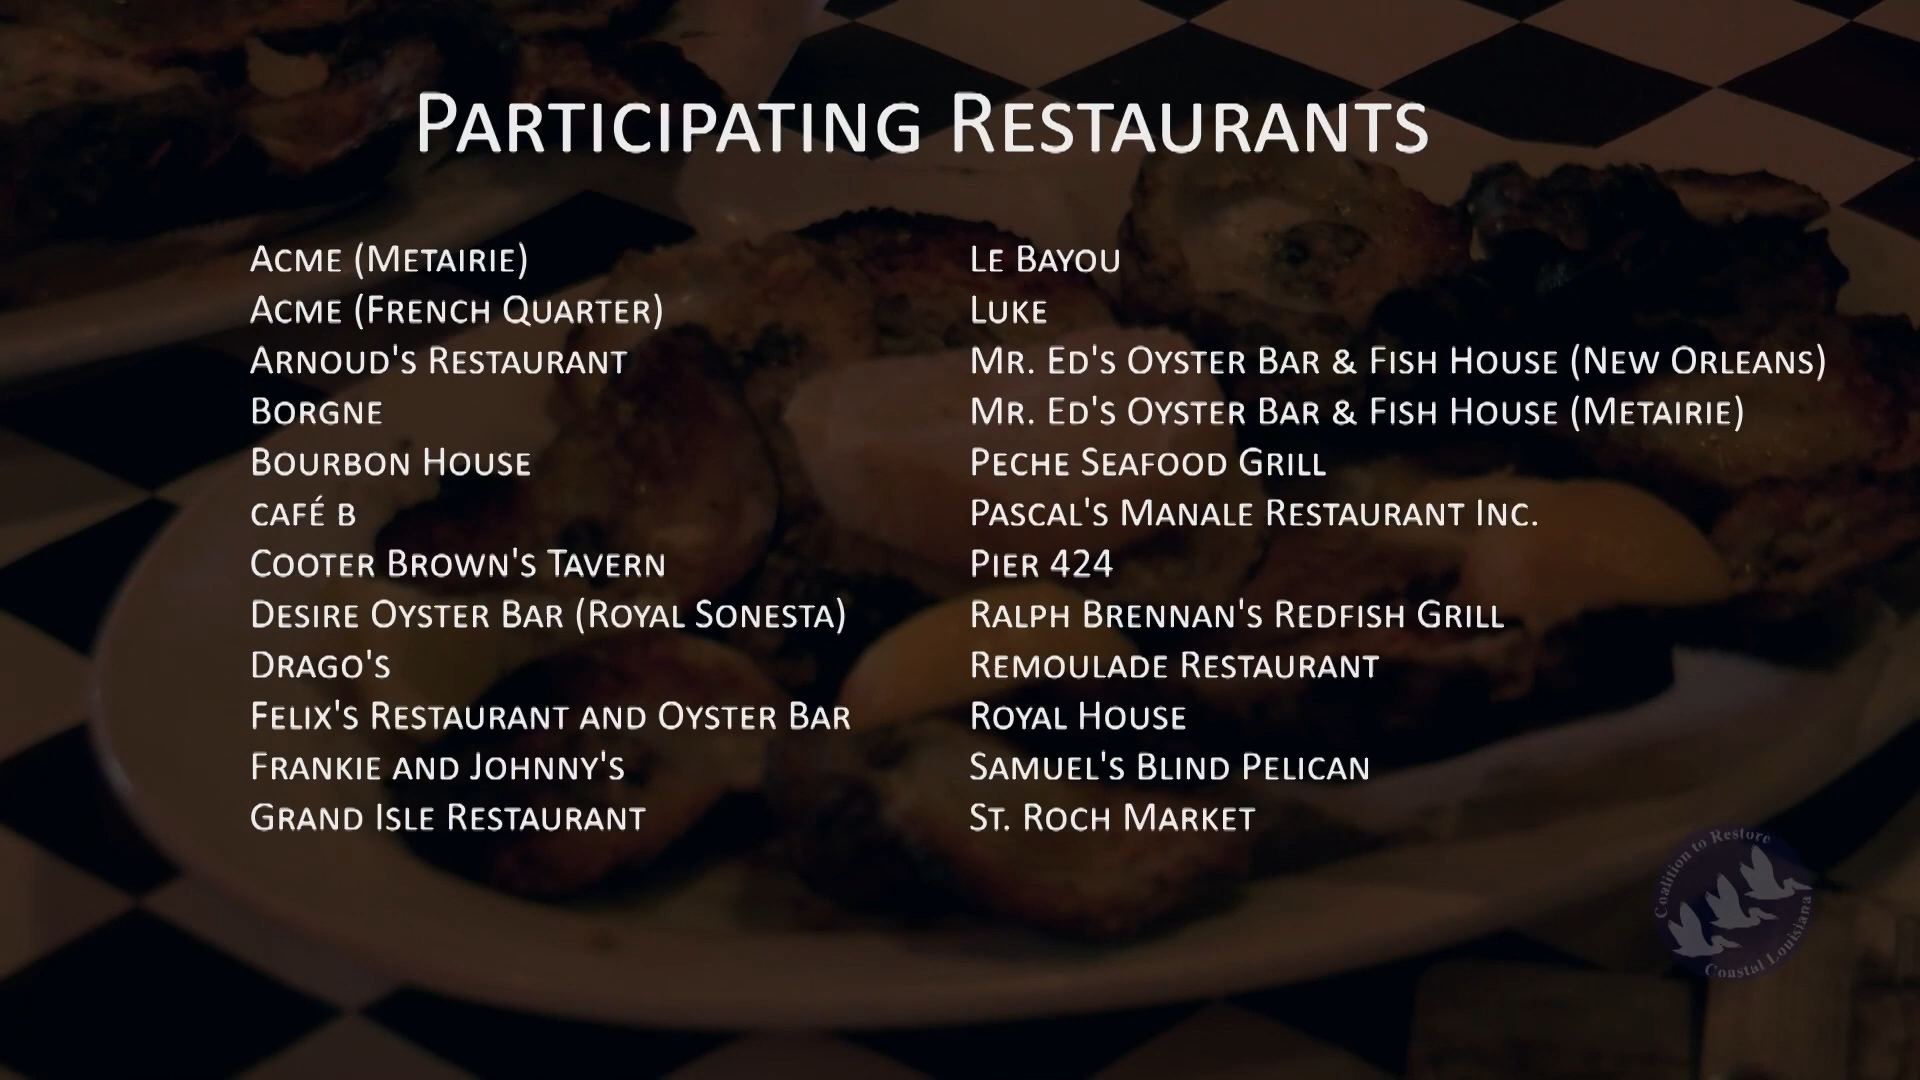 Participating Restaurants
Acme (Metairie)
Acme (French Quarter)
Arnoud's Restaurant
Borgne
Bourbon House
café b
Cooter Brown's Tavern
Desire Oyster Bar (Royal Sonesta)
Drago's
Felix's Restaurant and Oyster Bar
Frankie and Johnny's
Grand Isle Restaurant
Le Bayou
Luke
Mr. Ed's Oyster Bar & Fish House (New Orleans)
Mr. Ed's Oyster Bar & Fish House (Metairie)
Peche Seafood Grill
Pascal's Manale Restaurant Inc.
Pier 424
Ralph Brennan's Redfish Grill
Remoulade Restaurant
Royal House
Samuel's Blind Pelican
St. Roch Market
Coalition to Restore
Coastal Louisiana